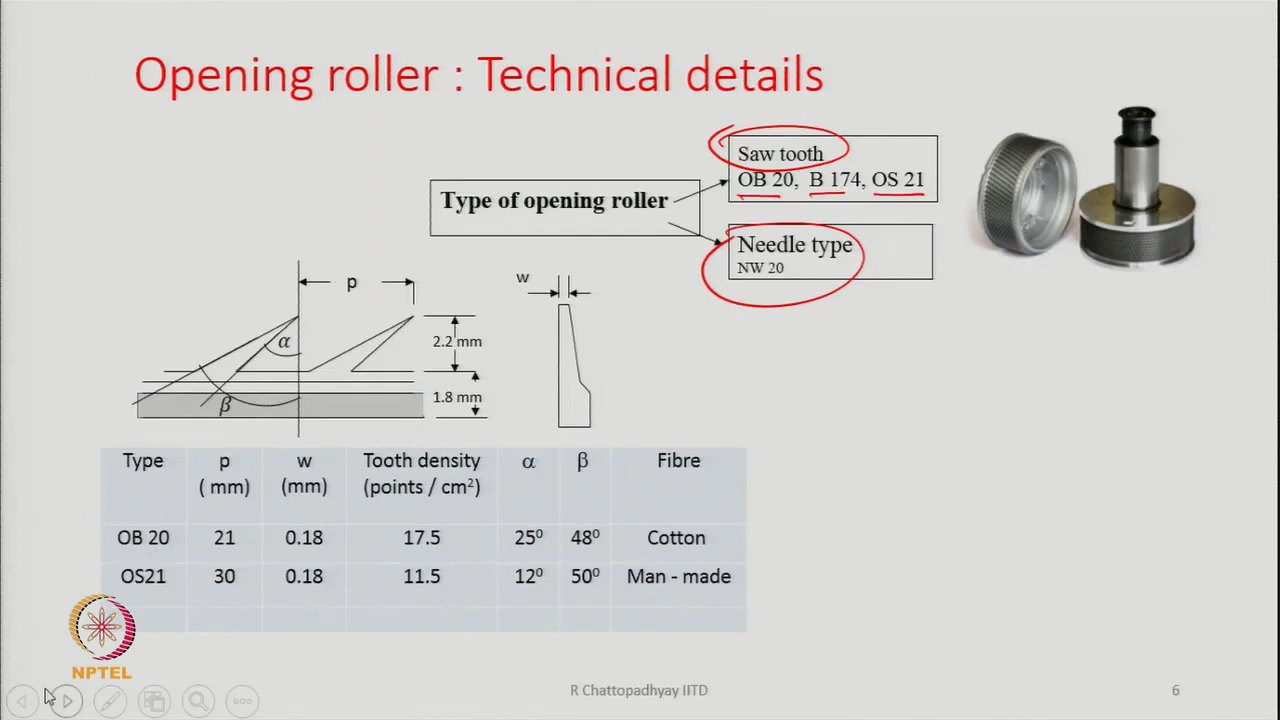 Opening roller : Technical details
Saw tooth
OB 20, B 174, OS 21
Type of opening roller
Needle type
NW 20
p
w
α
2.2 mm
1.8 mm
β
Type p w Tooth density α β Fibre
( mm) (mm) (points / cm²)
OB 20 21 0.18 17.5 25⁰ 48⁰ Cotton
OS21 30 0.18 11.5 12⁰ 50⁰ Man - made
NPTEL
R Chattopadhyay IITD
6